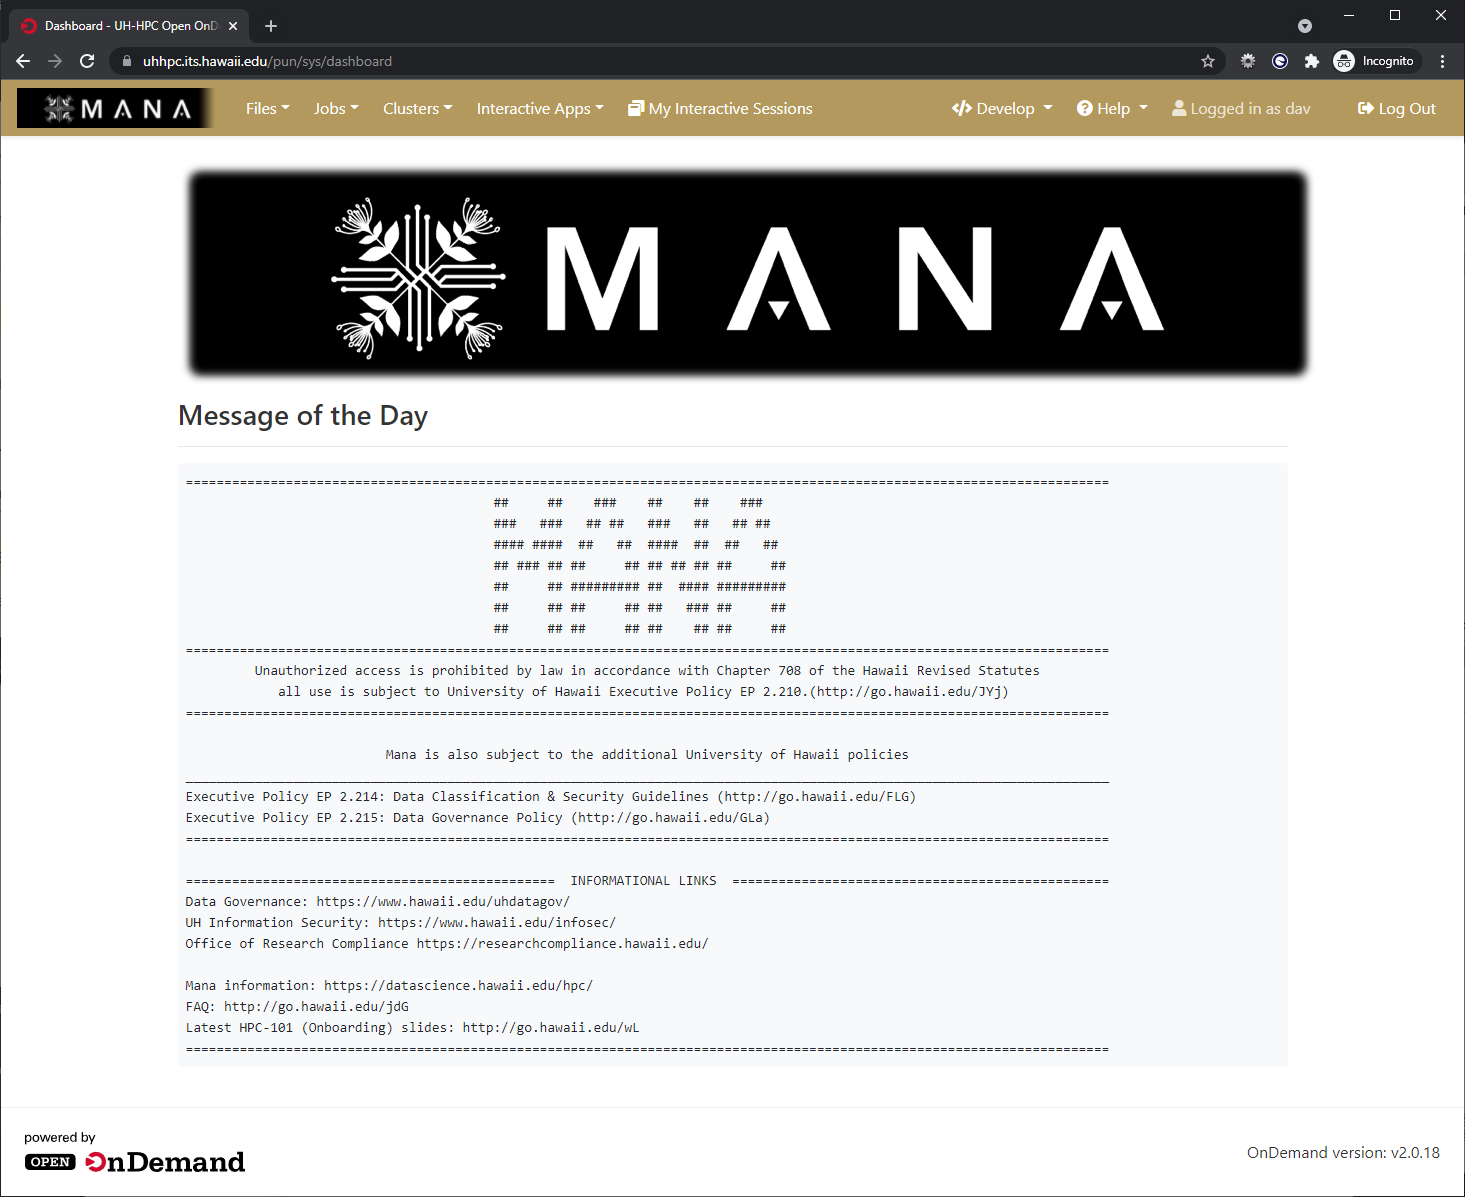 Dashboard - UH-HPC Open OnD
uhhpc.its.hawaii.edu/pun/sys/dashboard
Incognito
MANA Files Jobs Clusters Interactive Apps My Interactive Sessions Develop Help Logged in as dav Log Out
MANA
Message of the Day
========================================================================================================================
##     ##    ###    ##    ##    ###
###   ###   ## ##   ###   ##   ## ##
#### ####  ##   ##  ####  ##  ##   ##
## ### ## ##     ## ## ## ## ##     ##
##     ## ######### ##  #### #########
##     ## ##     ## ##   ### ##     ##
##     ## ##     ## ##    ## ##     ##
========================================================================================================================
Unauthorized access is prohibited by law in accordance with Chapter 708 of the Hawaii Revised Statutes
all use is subject to University of Hawaii Executive Policy EP 2.210.(http://go.hawaii.edu/JYj)
========================================================================================================================
Mana is also subject to the additional University of Hawaii policies
________________________________________________________________________________________________________________________
Executive Policy EP 2.214: Data Classification & Security Guidelines (http://go.hawaii.edu/FLG)
Executive Policy EP 2.215: Data Governance Policy (http://go.hawaii.edu/GLa)
========================================================================================================================
================================================  INFORMATIONAL LINKS  =================================================
Data Governance: https://www.hawaii.edu/uhdatagov/
UH Information Security: https://www.hawaii.edu/infosec/
Office of Research Compliance https://researchcompliance.hawaii.edu/
Mana information: https://datascience.hawaii.edu/hpc/
FAQ: http://go.hawaii.edu/jdG
Latest HPC-101 (Onboarding) slides: http://go.hawaii.edu/wL
========================================================================================================================
powered by
OPEN OnDemand
OnDemand version: v2.0.18